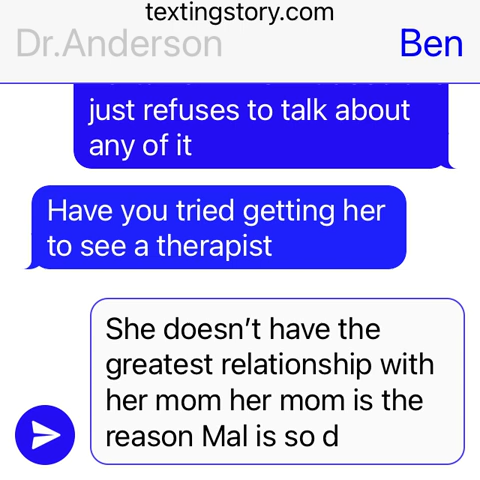 textingstory.com
Dr.Anderson
Ben
just refuses to talk about
any of it
Have you tried getting her
to see a therapist
She doesn’t have the
greatest relationship with
her mom her mom is the
reason Mal is so d